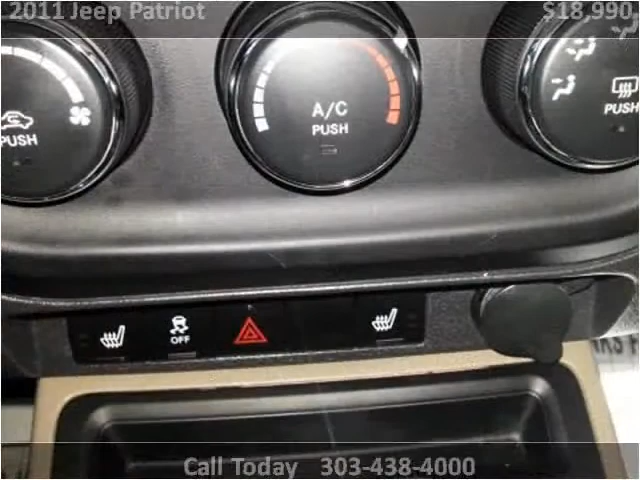 2011 Jeep Patriot $18,990
A/C
PUSH
PUSH
PUSH
OFF
Call Today 303-438-4000